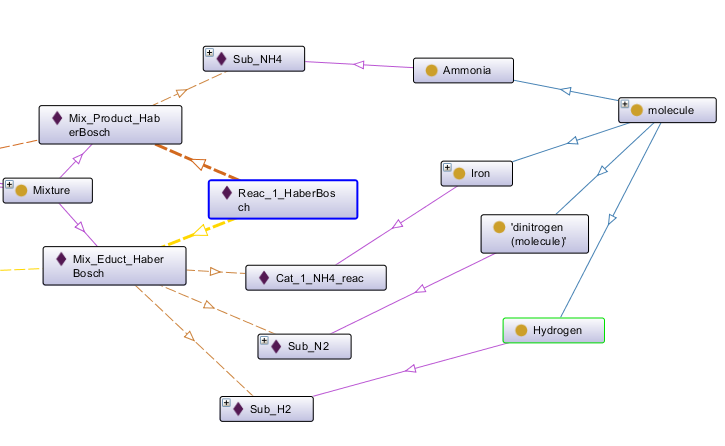 Sub_NH4
Ammonia
molecule
Mix_Product_Hab
erBosch
Iron
Mixture
Reac_1_HaberBos
ch
'dinitrogen
(molecule)'
Mix_Educt_Haber
Bosch
Cat_1_NH4_reac
Hydrogen
Sub_N2
Sub_H2